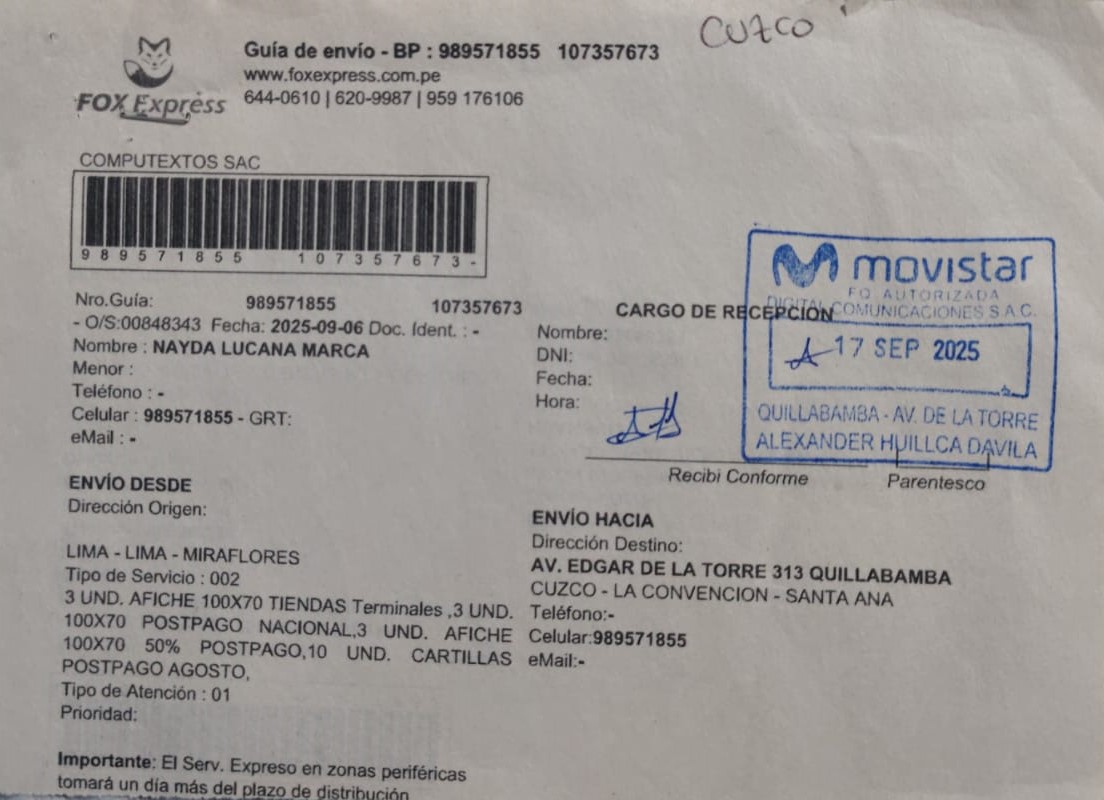 CUZCO
FOX Express
Guía de envío - BP : 989571855 107357673
www.foxexpress.com.pe
644-0610 | 620-9987 | 959 176106
COMPUTEXTOS SAC
989571855 107357673-
Nro.Guía: 989571855 107357673
- O/S:00848343 Fecha: 2025-09-06 Doc. Ident. : -
Nombre : NAYDA LUCANA MARCA
Menor :
Teléfono : -
Celular : 989571855 - GRT:
eMail : -
CARGO DE RECEPCIÓN
Nombre:
DNI:
Fecha:
Hora:
Recibi Conforme
Parentesco
movistar
FQ AUTORIZADA
DIGITAL COMUNICACIONES S.A.C.
17 SEP 2025
QUILLABAMBA - AV. DE LA TORRE
ALEXANDER HUILLCA DAVILA
ENVÍO DESDE
Dirección Origen:
LIMA - LIMA - MIRAFLORES
Tipo de Servicio : 002
3 UND. AFICHE 100X70 TIENDAS Terminales ,3 UND.
100X70 POSTPAGO NACIONAL,3 UND. AFICHE
100X70 50% POSTPAGO,10 UND. CARTILLAS
POSTPAGO AGOSTO,
Tipo de Atención : 01
Prioridad:
ENVÍO HACIA
Dirección Destino:
AV. EDGAR DE LA TORRE 313 QUILLABAMBA
CUZCO - LA CONVENCION - SANTA ANA
Teléfono:-
Celular:989571855
eMail:-
Importante: El Serv. Expreso en zonas periféricas
tomará un día más del plazo de distribución